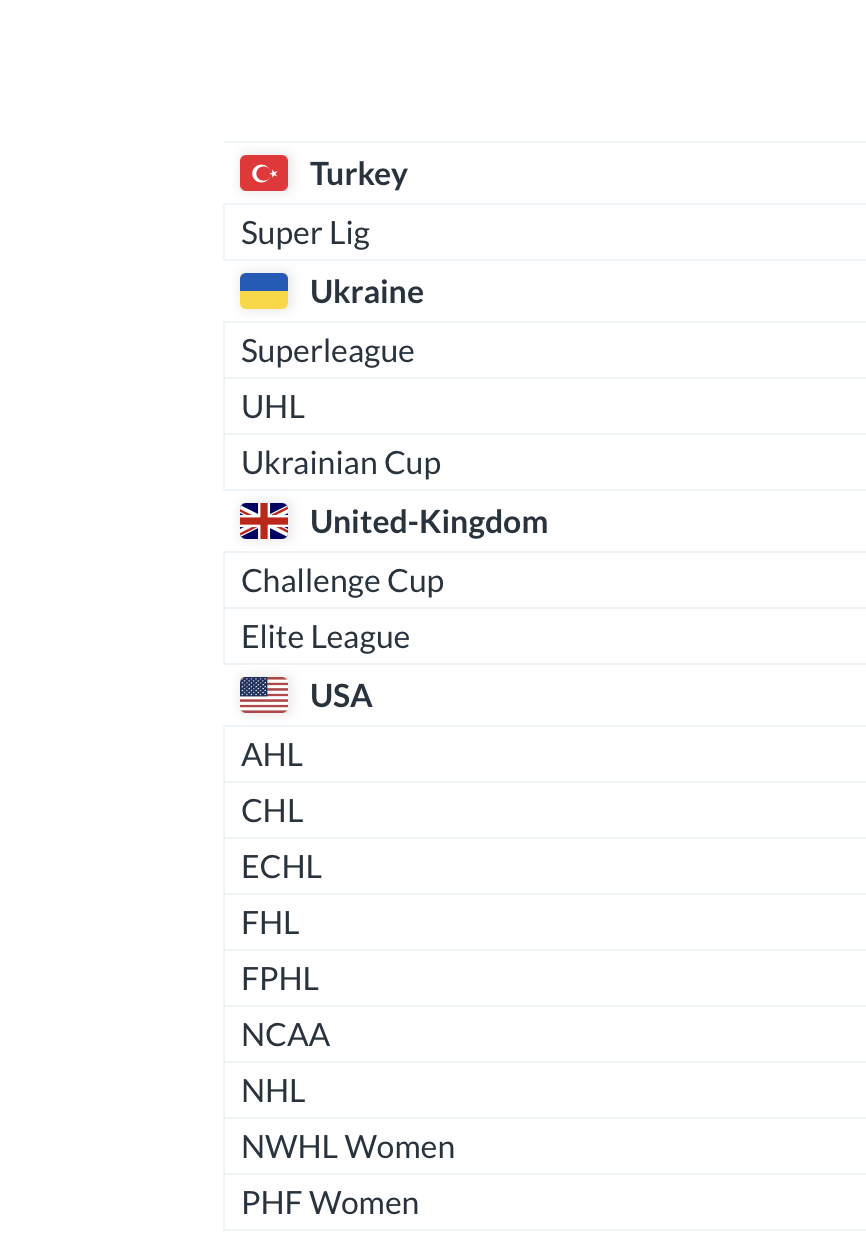 Turkey
Super Lig
Ukraine
Superleague
UHL
Ukrainian Cup
United-Kingdom
Challenge Cup
Elite League
USA
AHL
CHL
ECHL
FHL
FPHL
NCAA
NHL
NWHL Women
PHF Women